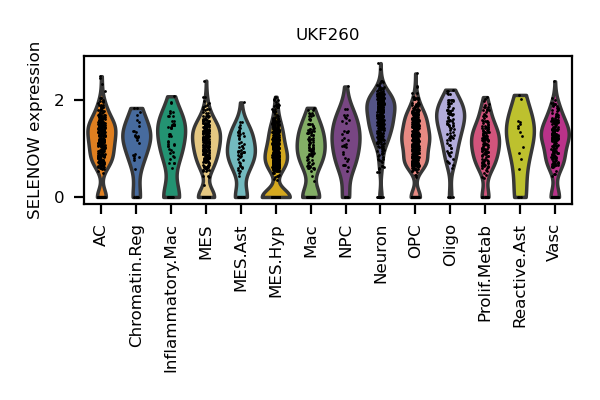 UKF260
SELENOW expression
2
0
AC
Chromatin.Reg
Inflammatory.Mac
MES
MES.Ast
MES.Hyp
Mac
NPC
Neuron
OPC
Oligo
Prolif.Metab
Reactive.Ast
Vasc